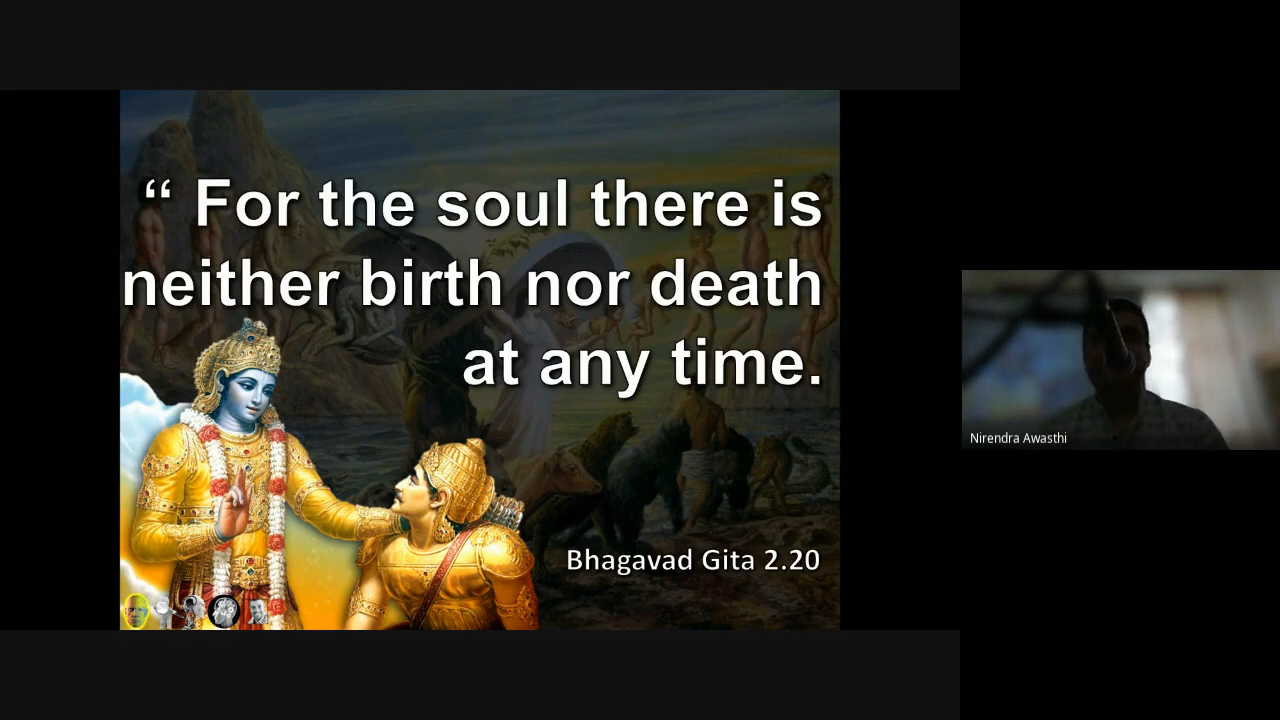 “ For the soul there is
neither birth nor death
at any time.
Bhagavad Gita 2.20
Nirendra Awasthi